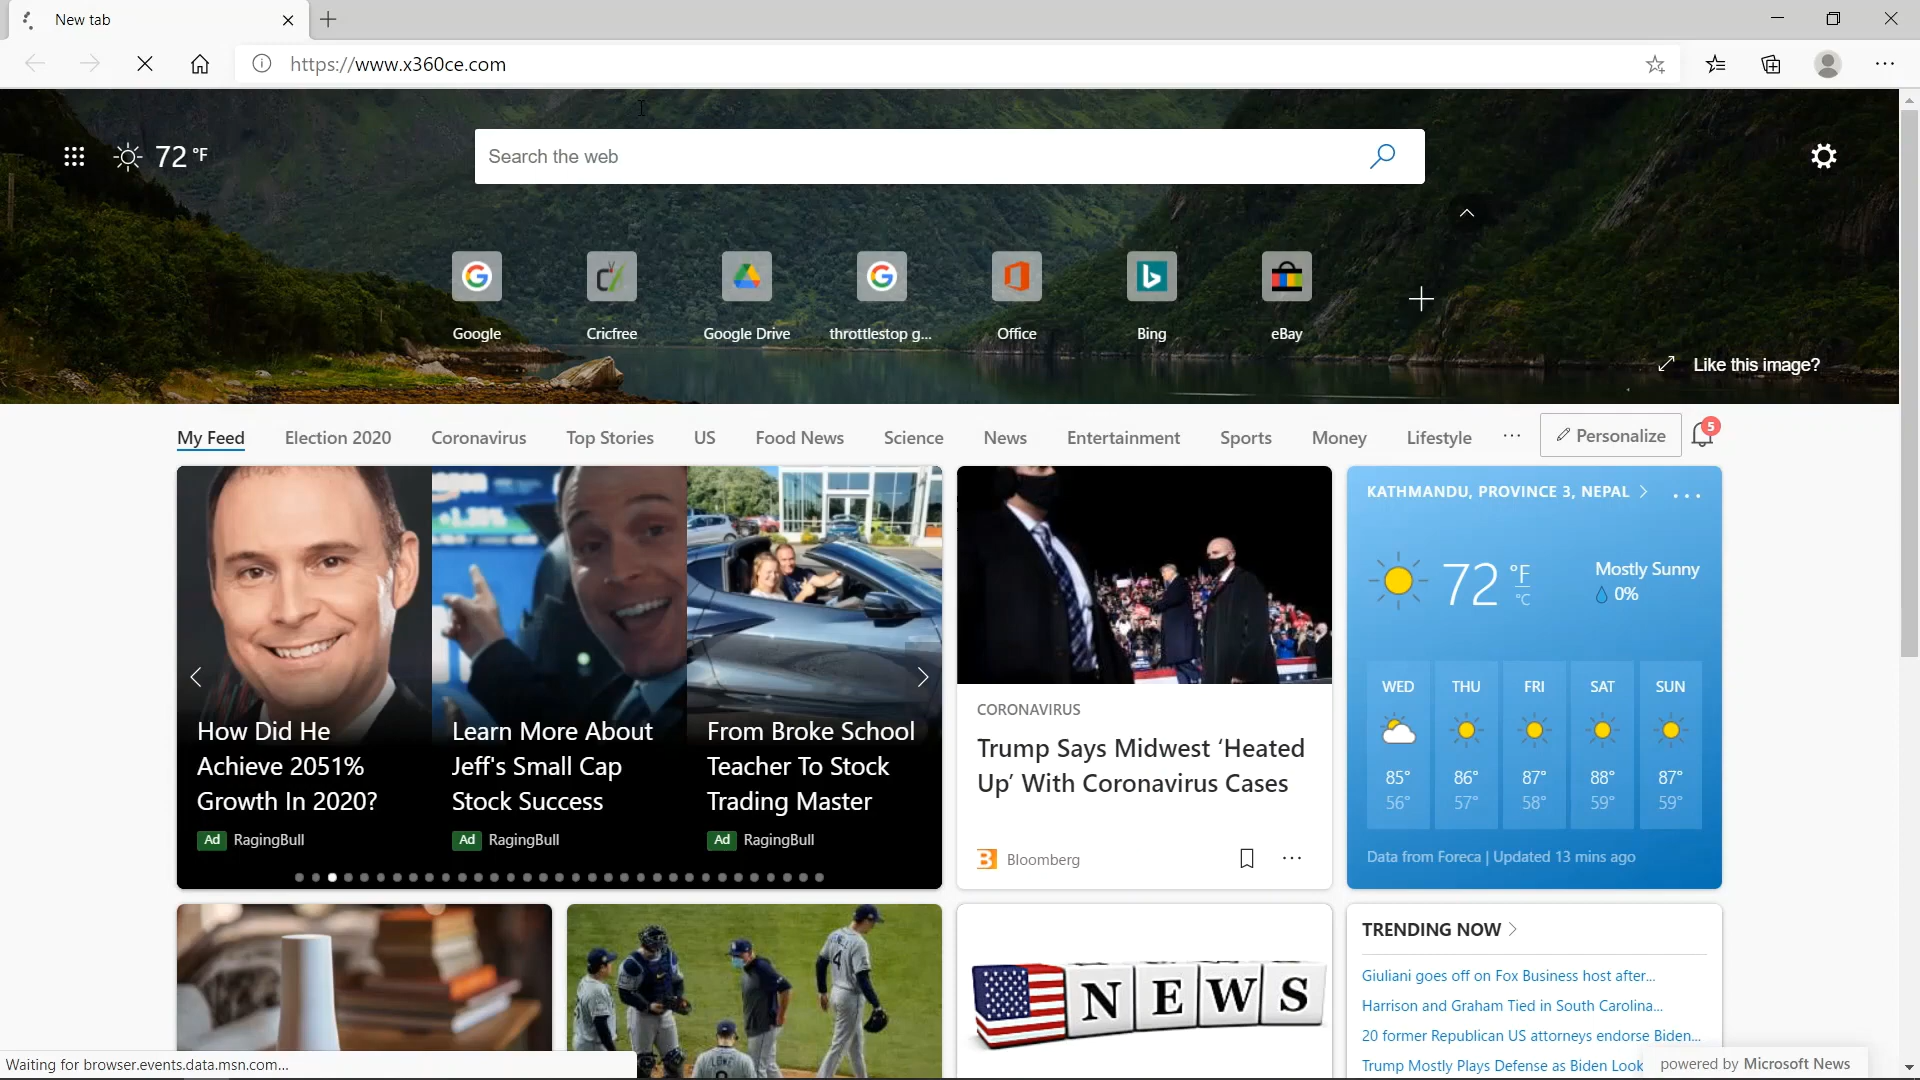 New tab
https://www.x360ce.com
72 °F
Search the web
Google
Cricfree
Google Drive
throttlestop g...
Office
Bing
eBay
Like this image?
My Feed
Election 2020
Coronavirus
Top Stories
US
Food News
Science
News
Entertainment
Sports
Money
Lifestyle
...
Personalize
5
How Did He
Achieve 2051%
Growth In 2020?
Ad RagingBull
Learn More About
Jeff's Small Cap
Stock Success
Ad RagingBull
From Broke School
Teacher To Stock
Trading Master
Ad RagingBull
CORONAVIRUS
Trump Says Midwest ‘Heated
Up’ With Coronavirus Cases
B Bloomberg
KATHMANDU, PROVINCE 3, NEPAL
72 °F
°C
Mostly Sunny
0%
WED THU FRI SAT SUN
85° 86° 87° 88° 87°
56° 57° 58° 59° 59°
Data from Foreca | Updated 13 mins ago
NEWS
TRENDING NOW
Giuliani goes off on Fox Business host after...
Harrison and Graham Tied in South Carolina...
20 former Republican US attorneys endorse Biden...
Trump Mostly Plays Defense as Biden Look
powered by Microsoft News
Waiting for browser.events.data.msn.com...